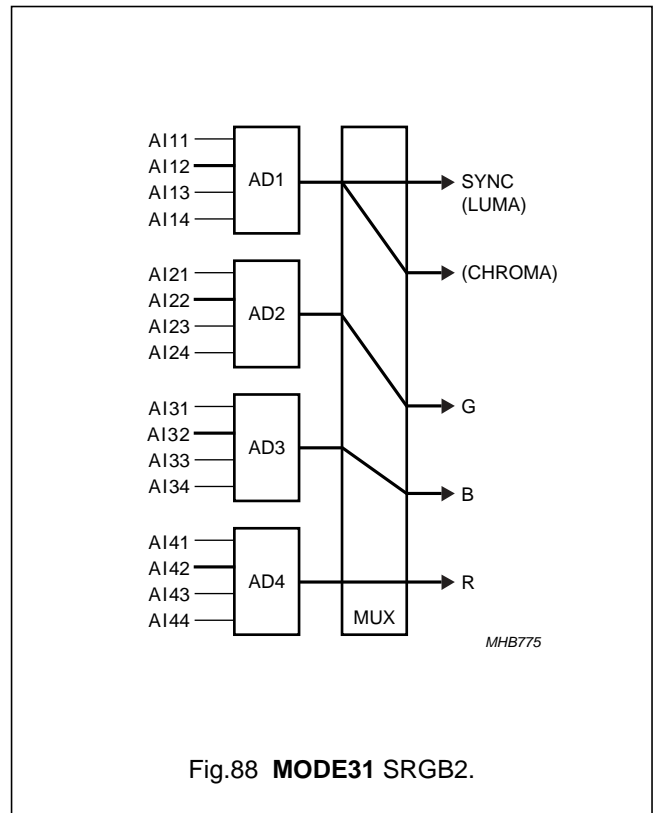 AI11
AI12
AI13
AI14
AD1
SYNC
(LUMA)
(CHROMA)
AI21
AI22
AI23
AI24
AD2
G
AI31
AI32
AI33
AI34
AD3
B
AI41
AI42
AI43
AI44
AD4
R
MUX
MHB775
Fig.88 MODE31 SRGB2.